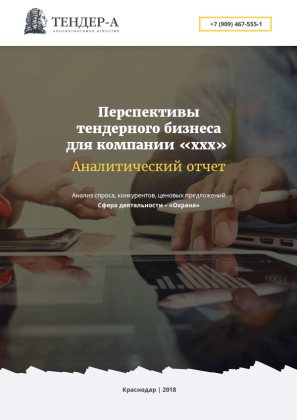 ТЕНДЕР-А
КОНСАЛТИНГОВОЕ АГЕНТСТВО
+7 (909) 467-555-1
Перспективы
тендерного бизнеса
для компании «ххх»
Аналитический отчет
Анализ спроса, конкурентов, ценовых предложений
Сфера деятельности – «Охрана»
Краснодар | 2018